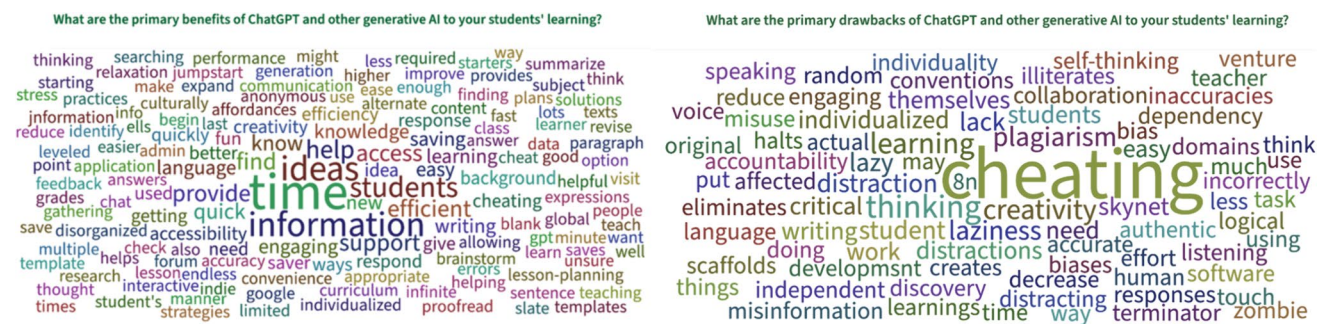 What are the primary benefits of ChatGPT and other generative AI to your students' learning?
thinking searching performance might less required starters way summarize
starting relaxation jumpstart generation higher improve provides subject think
stress practices make expand communication ease enough finding plans solutions
information info culturally anonymous use alternate content fast lots texts
reduce identify ells begin last creativity affordances efficiency response class learner revise
leveled easier admin quickly fun know help knowledge saving answer data paragraph
point application language better find ideas idea access learning cheat good option
feedback answers provide time students easy background helpful visit
grades chat used new efficient cheating expressions
gathering getting quick information writing blank global people
save disorganized accessibility engaging support give allowing gpt minute want teach
multiple check also need accuracy saver ways respond brainstorm learn saves well
template helps forum errors unsure
research. lesson endless convenience appropriate helping lesson-planning
thought interactive indie google curriculum infinite sentence teaching
times student's manner strategies limited individualized proofread slate templates
What are the primary drawbacks of ChatGPT and other generative AI to your students' learning?
individuality self-thinking venture
speaking random conventions illiterates teacher
reduce engaging themselves collaboration inaccuracies
voice misuse individualized lack students dependency
original halts actual learning plagiarism bias easy domains think
accountability lazy may cheating much use
put affected distraction 8n incorrectly
eliminates critical thinking creativity skynet less task
language writing student laziness need authentic logical
doing work distractions accurate effort listening using
scaffolds developmsnt creates biases human software
things independent discovery decrease
distracting responses touch
misinformation learnings time way terminator zombie